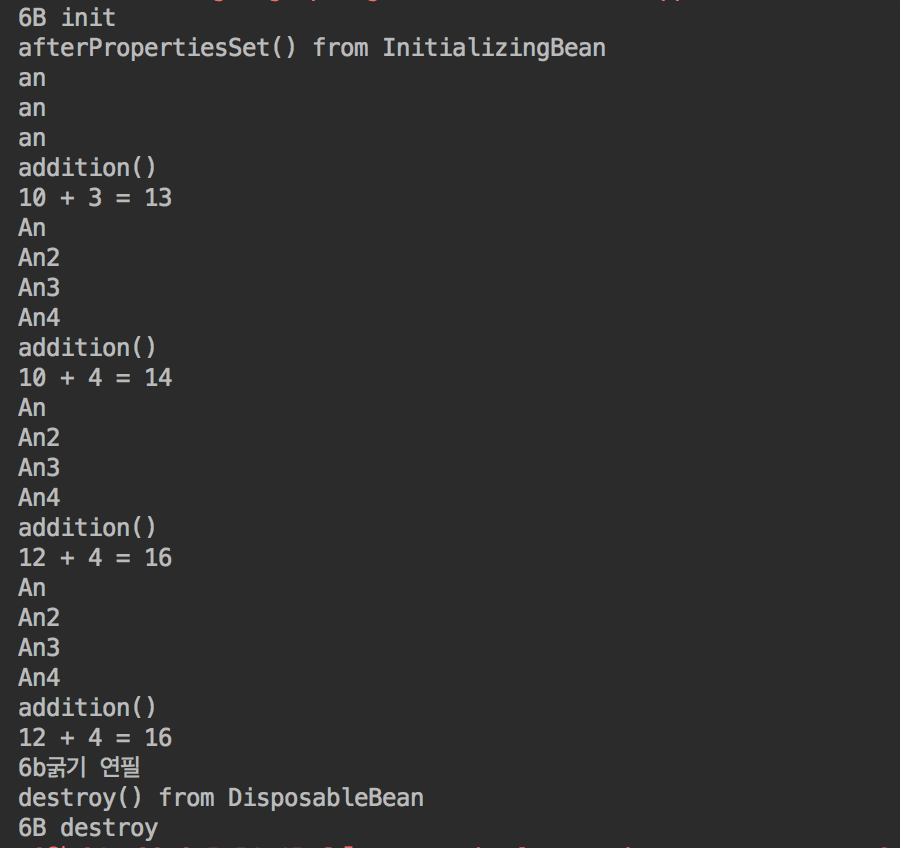 6B init
afterPropertiesSet() from InitializingBean
an
an
an
addition()
10 + 3 = 13
An
An2
An3
An4
addition()
10 + 4 = 14
An
An2
An3
An4
addition()
12 + 4 = 16
An
An2
An3
An4
addition()
12 + 4 = 16
6b굵기 연필
destroy() from DisposableBean
6B destroy